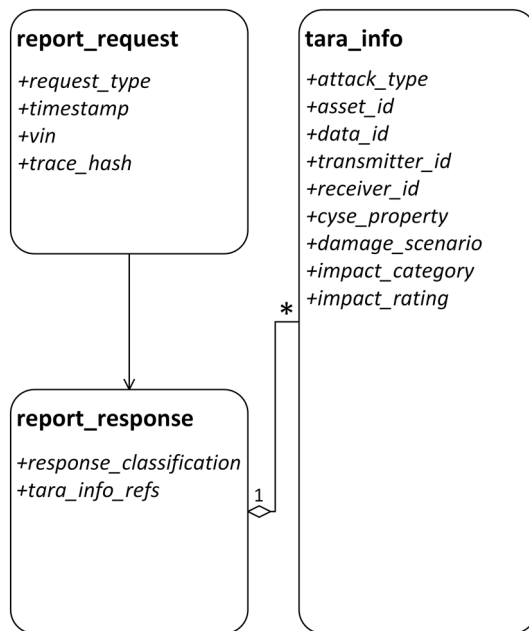 report_request
+request_type
+timestamp
+vin
+trace_hash
tara_info
+attack_type
+asset_id
+data_id
+transmitter_id
+receiver_id
+cyse_property
+damage_scenario
+impact_category
+impact_rating
*
report_response
+response_classification
+tara_info_refs
1